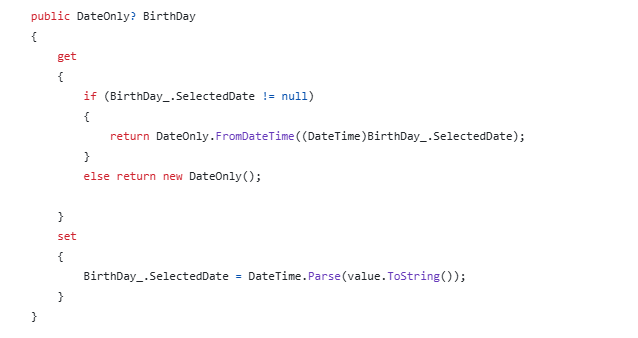 public DateOnly? BirthDay
{
get
{
if (BirthDay_.SelectedDate != null)
{
return DateOnly.FromDateTime((DateTime)BirthDay_.SelectedDate);
}
else return new DateOnly();
}
set
{
BirthDay_.SelectedDate = DateTime.Parse(value.ToString());
}
}